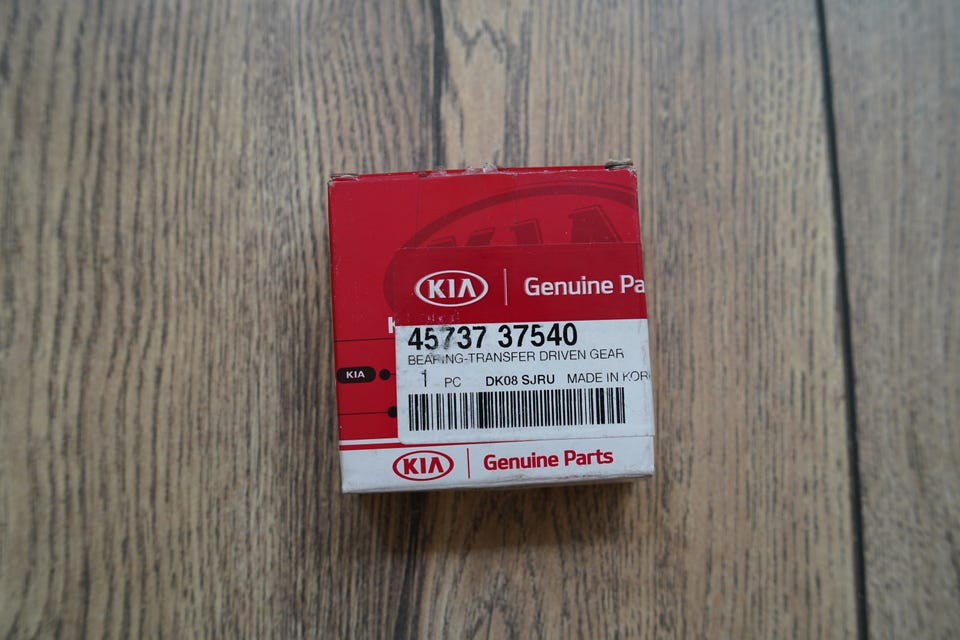 KIA
KIA Genuine Pa
K
45737 37540
BEARING-TRANSFER DRIVEN GEAR
KIA
1 PC DK08 SJRU MADE IN KOR
KIA Genuine Parts